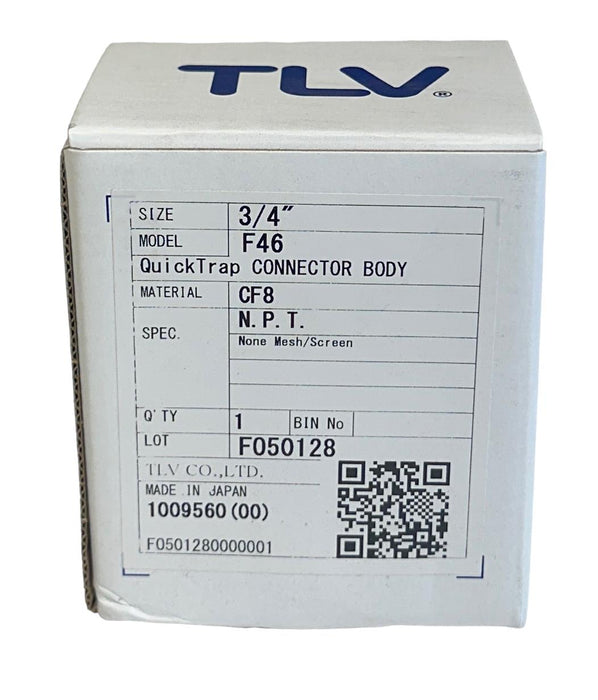 TLV®
SIZE 3/4"
MODEL F46
QuickTrap CONNECTOR BODY
MATERIAL CF8
SPEC. N.P.T.
None Mesh/Screen
Q'TY 1 BIN No
LOT F050128
TLV CO.,LTD.
MADE IN JAPAN
1009560(00)
F0501280000001